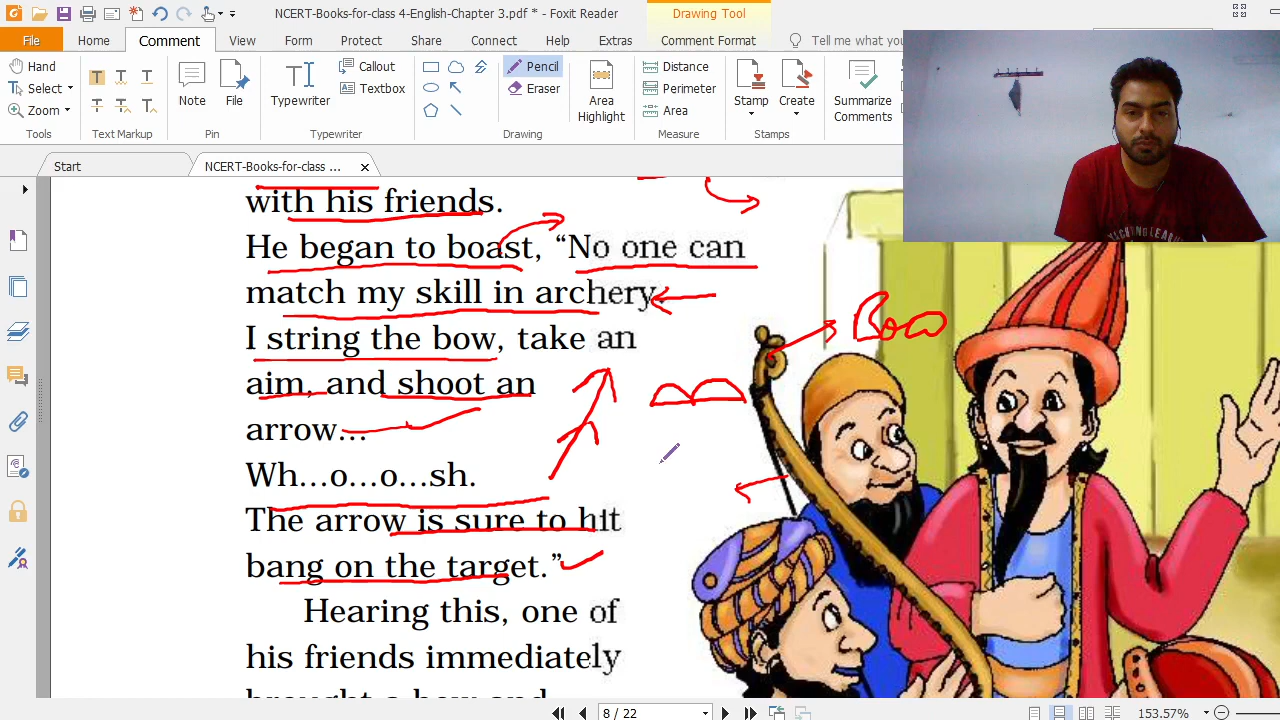 NCERT-Books-for-class 4-English-Chapter 3.pdf * - Foxit Reader
Drawing Tool
File Home Comment View Form Protect Share Connect Help Extras Comment Format Tell me what you
Hand
Select
Zoom
Tools
Text Markup
Note
File
Pin
Typewriter
Callout
Textbox
Typewriter
Pencil
Eraser
Drawing
Area
Highlight
Distance
Perimeter
Area
Measure
Stamp
Create
Stamps
Summarize
Comments
Start
NCERT-Books-for-class ...
with his friends.
He began to boast, “No one can
match my skill in archery.
I string the bow, take an
aim, and shoot an
arrow...
Wh...o...o...sh.
The arrow is sure to hit
bang on the target.”
Hearing this, one of
his friends immediately
brought a bow and
Bow
8 / 22
153.57%